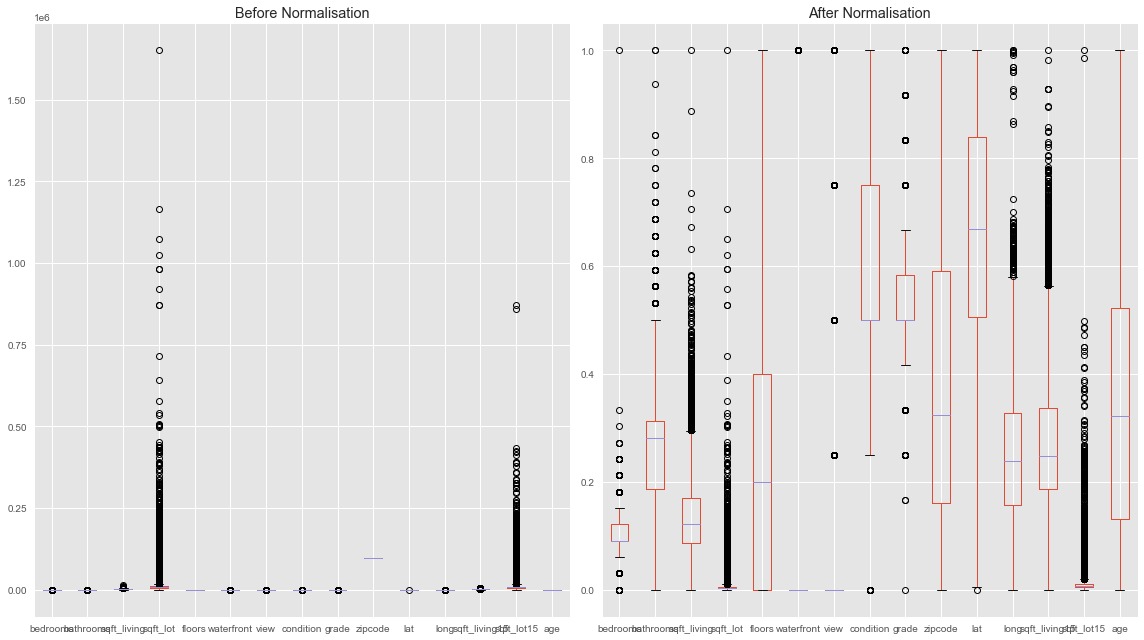 Before Normalisation
1e6
1.50
1.25
1.00
0.75
0.50
0.25
0.00
bedrooms bathrooms sqft_living sqft_lot floors waterfront view condition grade zipcode lat long sqft_living15 sqft_lot15 age
After Normalisation
1.0
0.8
0.6
0.4
0.2
0.0
bedrooms bathrooms sqft_living sqft_lot floors waterfront view condition grade zipcode lat long sqft_living15 sqft_lot15 age